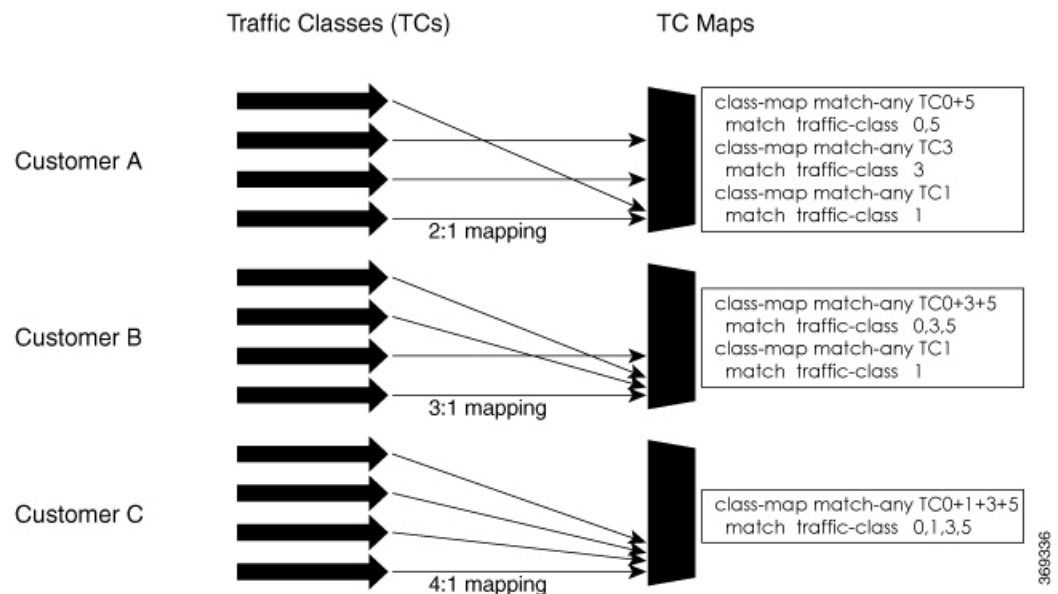 Traffic Classes (TCs)
TC Maps
Customer A
2:1 mapping
class-map match-any TC0+5
match traffic-class 0,5
class-map match-any TC3
match traffic-class 3
class-map match-any TC1
match traffic-class 1
Customer B
3:1 mapping
class-map match-any TC0+3+5
match traffic-class 0,3,5
class-map match-any TC1
match traffic-class 1
Customer C
4:1 mapping
class-map match-any TC0+1+3+5
match traffic-class 0,1,3,5
369336